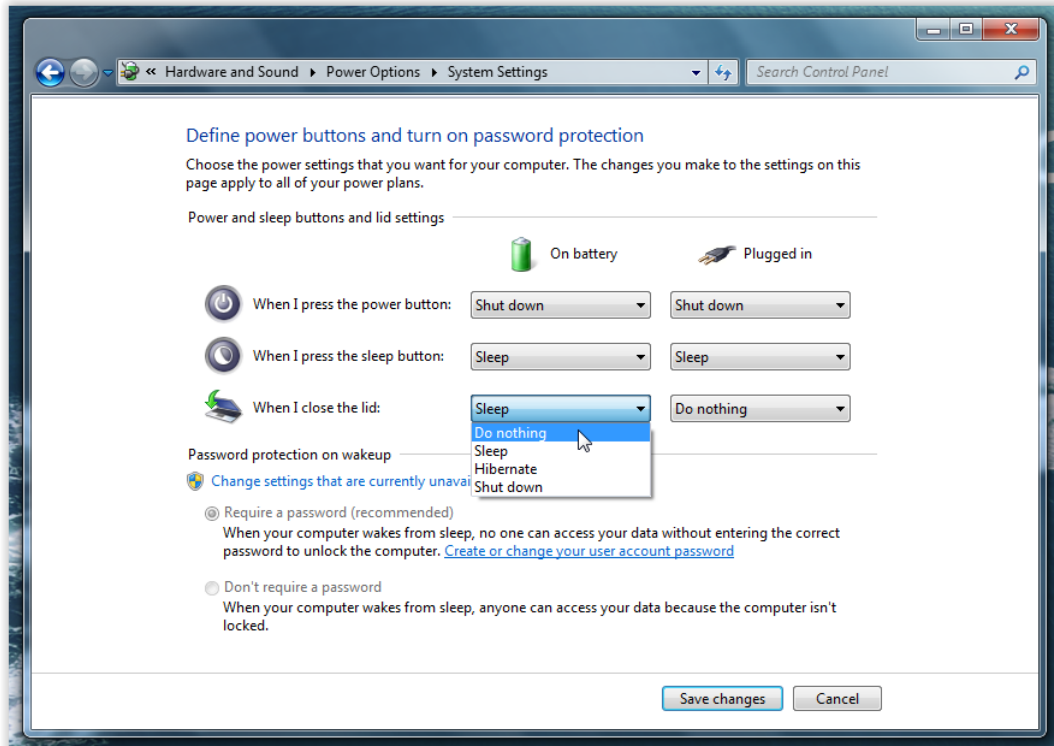 « Hardware and Sound ▸ Power Options ▸ System Settings
Search Control Panel
Define power buttons and turn on password protection
Choose the power settings that you want for your computer. The changes you make to the settings on this
page apply to all of your power plans.
Power and sleep buttons and lid settings
On battery Plugged in
When I press the power button: Shut down Shut down
When I press the sleep button: Sleep Sleep
When I close the lid: Sleep Do nothing
Do nothing
Sleep
Hibernate
Shut down
Password protection on wakeup
Change settings that are currently unavai
Require a password (recommended)
When your computer wakes from sleep, no one can access your data without entering the correct
password to unlock the computer. Create or change your user account password
Don't require a password
When your computer wakes from sleep, anyone can access your data because the computer isn't
locked.
Save changes Cancel